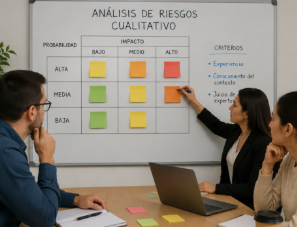 ANÁLISIS DE RIESGOS
CUALITATIVO
PROBABILIDAD
IMPACTO
BAJO
MEDIO
ALTO
ALTA
MEDIA
BAJA
CRITERIOS
• Experiencia
• Conocimiento del
contexto
• Juicio de